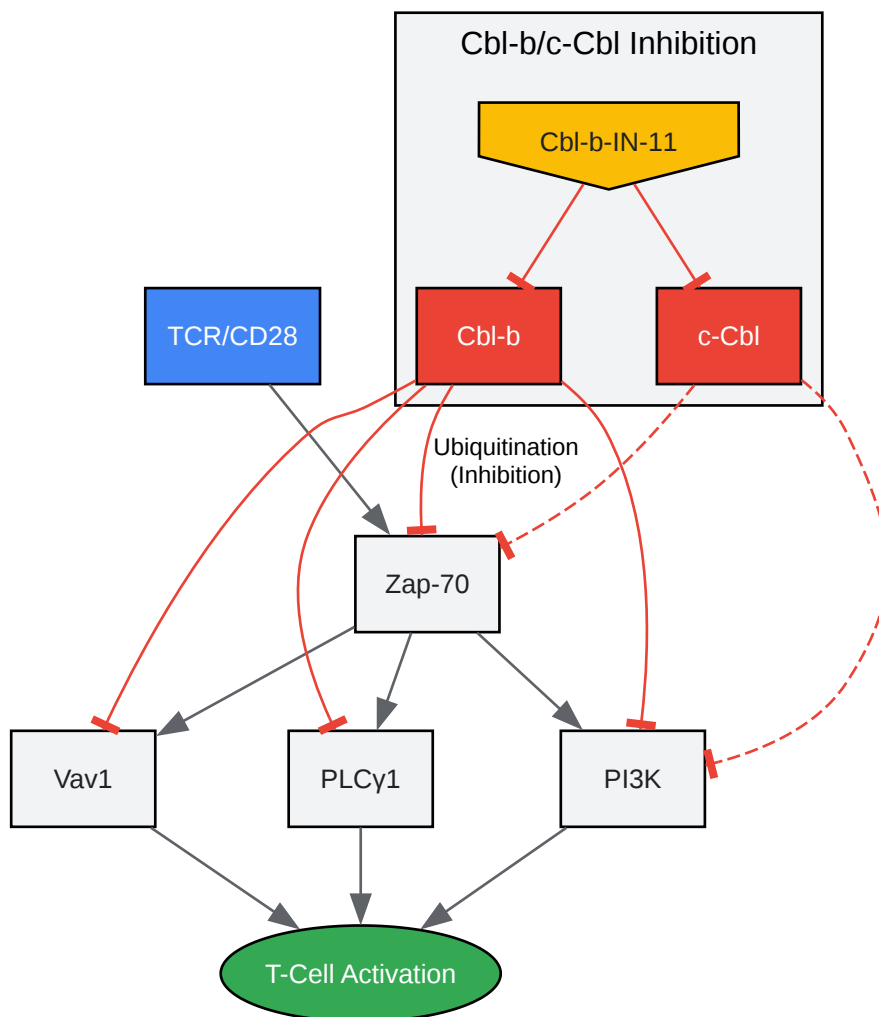 Cbl-b/c-Cbl Inhibition
Cbl-b-IN-11
TCR/CD28
Cbl-b
c-Cbl
Ubiquitination
(Inhibition)
Zap-70
Vav1
PLCγ1
PI3K
T-Cell Activation